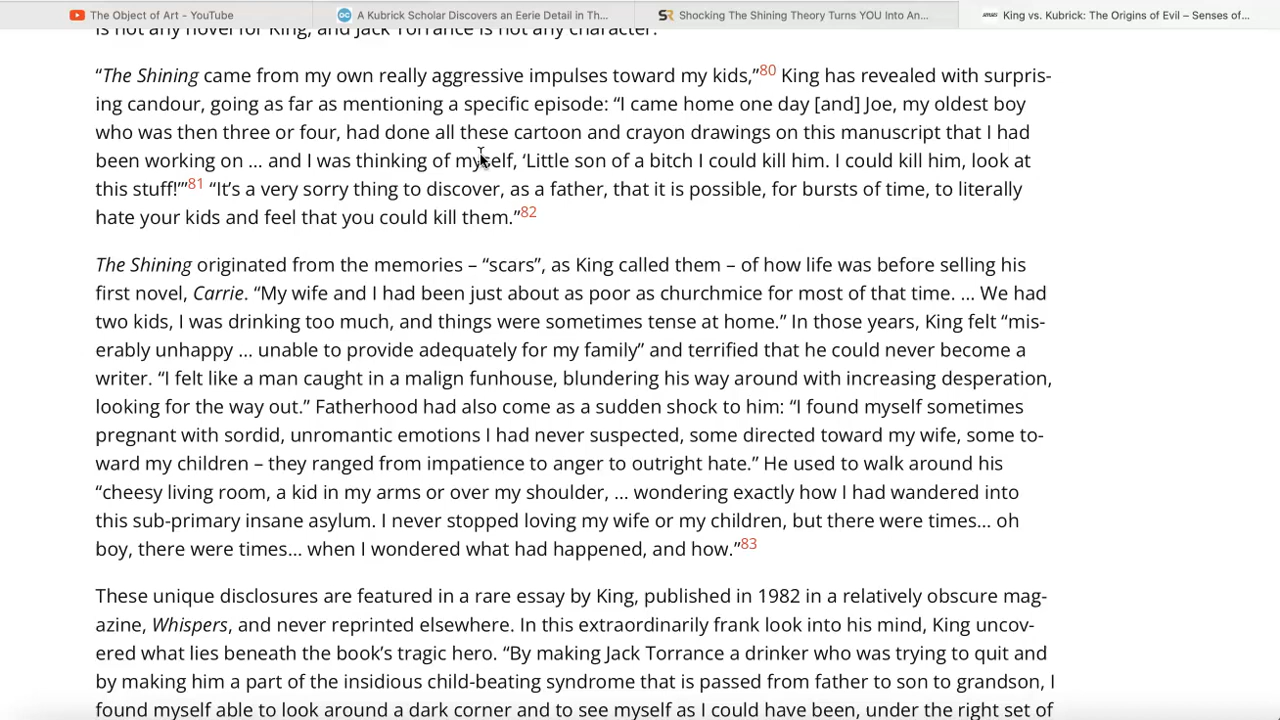 The Object of Art - YouTube
A Kubrick Scholar Discovers an Eerie Detail in Th...
Shocking The Shining Theory Turns YOU Into An...
King vs. Kubrick: The Origins of Evil – Senses of...
is not any novel for King, and Jack Torrance is not any character.
“The Shining came from my own really aggressive impulses toward my kids,”80 King has revealed with surpris-
ing candour, going as far as mentioning a specific episode: “I came home one day [and] Joe, my oldest boy
who was then three or four, had done all these cartoon and crayon drawings on this manuscript that I had
been working on … and I was thinking of myself, ‘Little son of a bitch I could kill him. I could kill him, look at
this stuff!’”81 “It’s a very sorry thing to discover, as a father, that it is possible, for bursts of time, to literally
hate your kids and feel that you could kill them.”82
The Shining originated from the memories – “scars”, as King called them – of how life was before selling his
first novel, Carrie. “My wife and I had been just about as poor as churchmice for most of that time. … We had
two kids, I was drinking too much, and things were sometimes tense at home.” In those years, King felt “mis-
erably unhappy … unable to provide adequately for my family” and terrified that he could never become a
writer. “I felt like a man caught in a malign funhouse, blundering his way around with increasing desperation,
looking for the way out.” Fatherhood had also come as a sudden shock to him: “I found myself sometimes
pregnant with sordid, unromantic emotions I had never suspected, some directed toward my wife, some to-
ward my children – they ranged from impatience to anger to outright hate.” He used to walk around his
“cheesy living room, a kid in my arms or over my shoulder, … wondering exactly how I had wandered into
this sub-primary insane asylum. I never stopped loving my wife or my children, but there were times… oh
boy, there were times… when I wondered what had happened, and how.”83
These unique disclosures are featured in a rare essay by King, published in 1982 in a relatively obscure mag-
azine, Whispers, and never reprinted elsewhere. In this extraordinarily frank look into his mind, King uncov-
ered what lies beneath the book’s tragic hero. “By making Jack Torrance a drinker who was trying to quit and
by making him a part of the insidious child-beating syndrome that is passed from father to son to grandson, I
found myself able to look around a dark corner and to see myself as I could have been, under the right set of